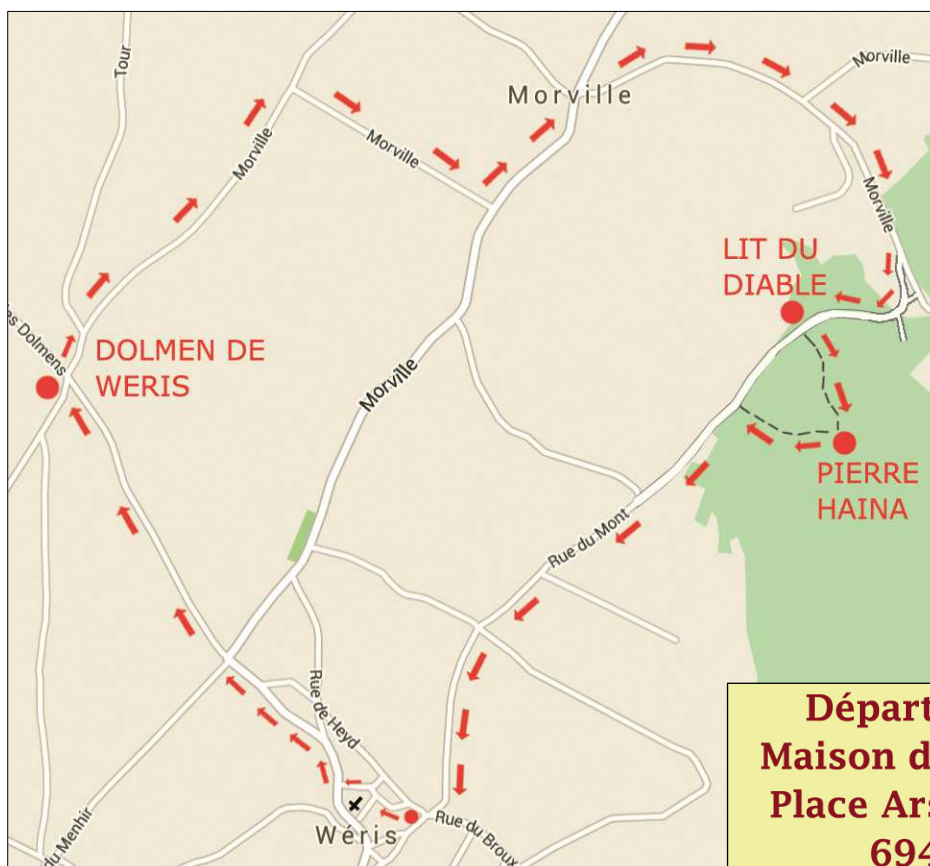 Tour
Morville
Morville
Morville
Morville
Morville
LIT DU
DIABLE
es Dolmens
DOLMEN DE
WERIS
Morville
PIERRE
HAINA
Rue du Mont
Rue de Heyd
Départ
Maison d
Place Ars
694
du Menhir
Wéris
Rue du Broux